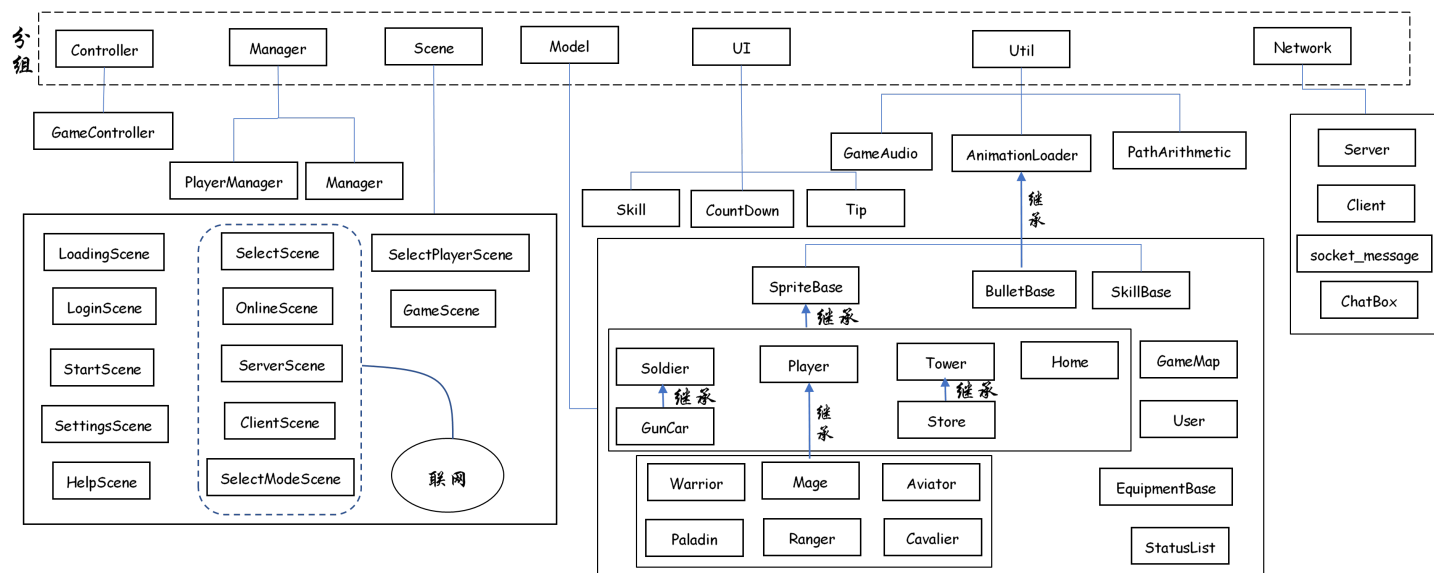 分组
Controller
Manager
Scene
Model
UI
Util
Network
GameController
PlayerManager
Manager
GameAudio
AnimationLoader
PathArithmetic
Skill
CountDown
Tip
继承
Server
Client
socket_message
ChatBox
LoadingScene
SelectScene
SelectPlayerScene
LoginScene
OnlineScene
GameScene
StartScene
ServerScene
SettingsScene
ClientScene
HelpScene
SelectModeScene
联网
SpriteBase
BulletBase
SkillBase
继承
Soldier
Player
Tower
Home
GameMap
继承
继承
继承
GunCar
Store
User
Warrior
Mage
Aviator
EquipmentBase
Paladin
Ranger
Cavalier
StatusList